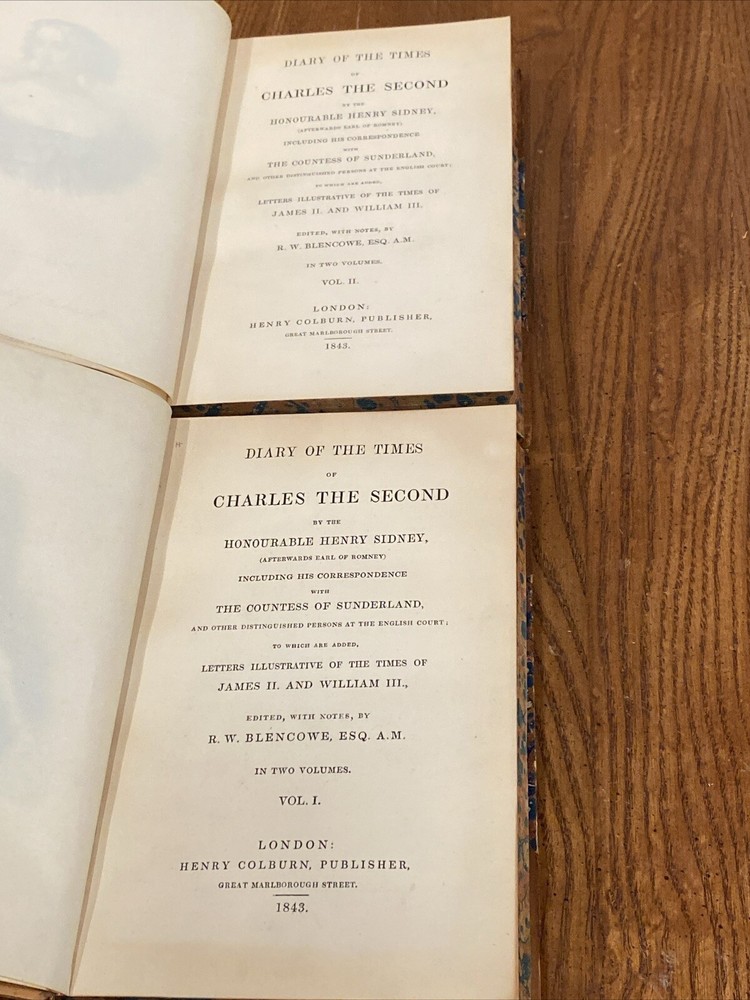 DIARY OF THE TIMES
OF
CHARLES THE SECOND
BY THE
HONOURABLE HENRY SIDNEY,
(AFTERWARDS EARL OF ROMNEY)
INCLUDING HIS CORRESPONDENCE
WITH
THE COUNTESS OF SUNDERLAND,
AND OTHER DISTINGUISHED PERSONS AT THE ENGLISH COURT;
TO WHICH ARE ADDED,
LETTERS ILLUSTRATIVE OF THE TIMES OF
JAMES II. AND WILLIAM III.
EDITED, WITH NOTES, BY
R. W. BLENCOWE, ESQ. A.M.
IN TWO VOLUMES.
VOL. II.
LONDON:
HENRY COLBURN, PUBLISHER,
GREAT MARLBOROUGH STREET.
1843.
DIARY OF THE TIMES
OF
CHARLES THE SECOND
BY THE
HONOURABLE HENRY SIDNEY,
(AFTERWARDS EARL OF ROMNEY)
INCLUDING HIS CORRESPONDENCE
WITH
THE COUNTESS OF SUNDERLAND,
AND OTHER DISTINGUISHED PERSONS AT THE ENGLISH COURT;
TO WHICH ARE ADDED,
LETTERS ILLUSTRATIVE OF THE TIMES OF
JAMES II. AND WILLIAM III.,
EDITED, WITH NOTES, BY
R. W. BLENCOWE, ESQ. A.M.
IN TWO VOLUMES.
VOL. I.
LONDON:
HENRY COLBURN, PUBLISHER,
GREAT MARLBOROUGH STREET.
1843.